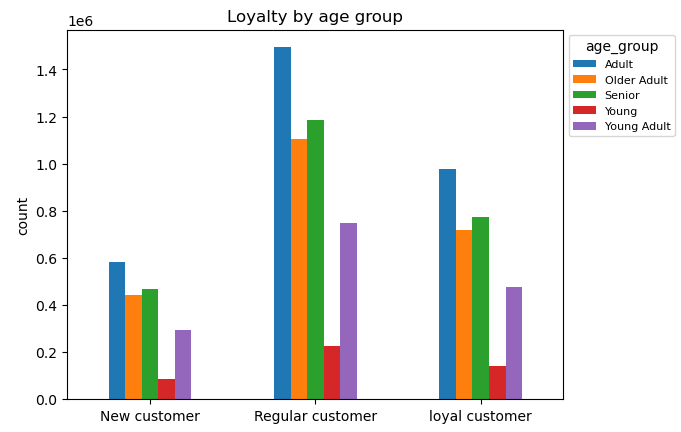 Loyalty by age group
1e6
age_group
Adult
Older Adult
Senior
Young
Young Adult
1.4
1.2
1.0
0.8
0.6
0.4
0.2
0.0
count
New customer
Regular customer
loyal customer